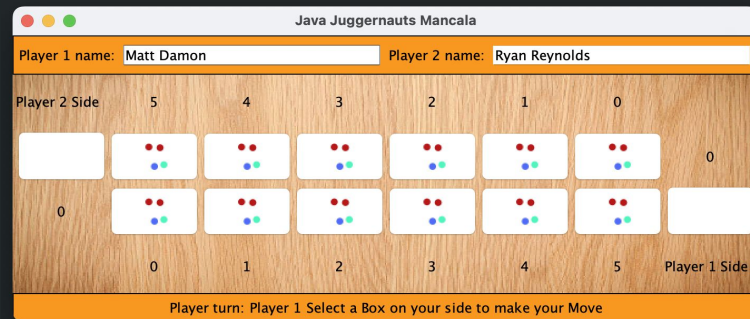 Java Juggernauts Mancala
Player 1 name: Matt Damon Player 2 name: Ryan Reynolds
Player 2 Side 5 4 3 2 1 0
0
0
0 1 2 3 4 5 Player 1 Side
Player turn: Player 1 Select a Box on your side to make your Move